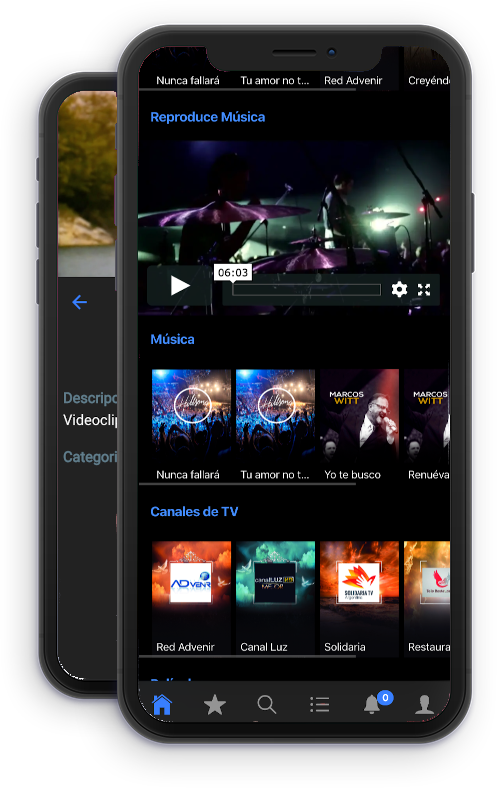 Nunca fallará
Tu amor no t...
Red Advenir
Reproduce Música
06:03
Descripc
Videoclip
Categori
Música
Hillsong
Hillsong
MARCOS
WITT
MARCOS
WITT
Nunca fallará
Tu amor no t...
Yo te busco
Renuéva
Canales de TV
ADVENIR
canal LUZ
SOLIDARIA TV
Argentina
Red Advenir
Canal Luz
Solidaria
Restaura
0